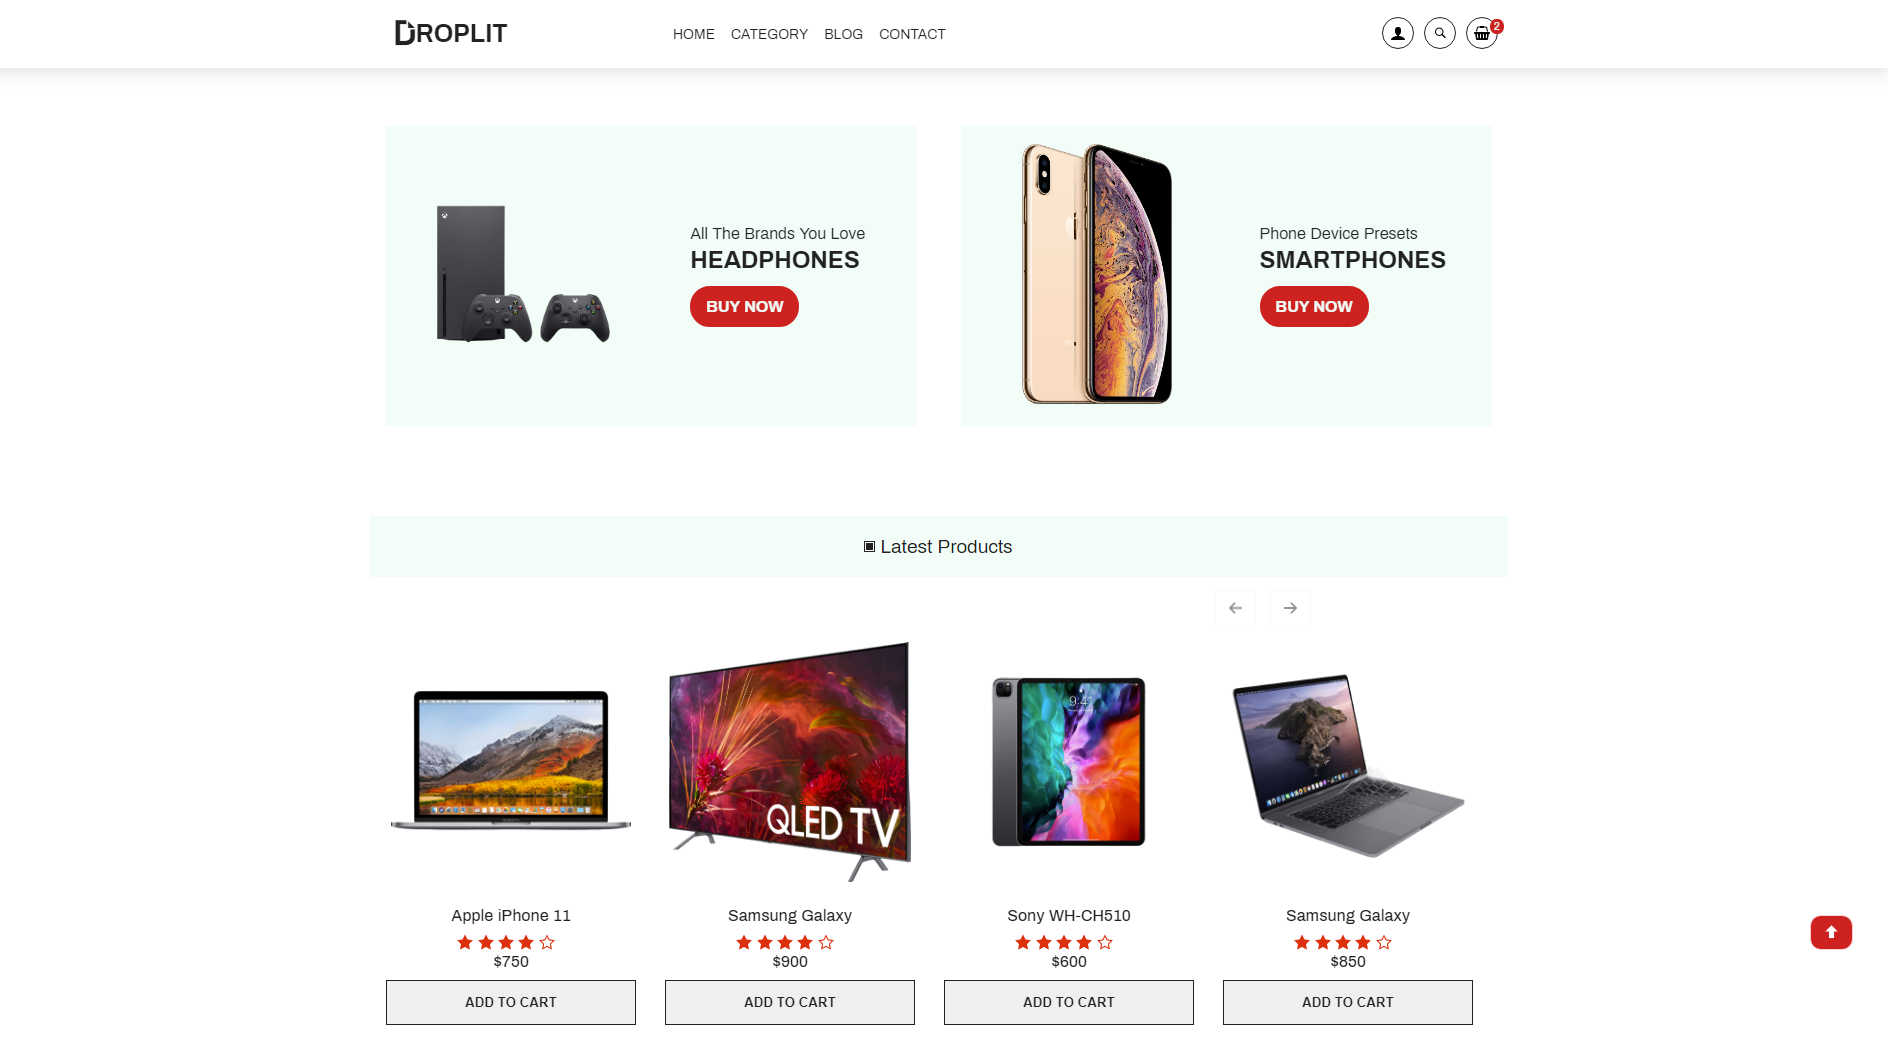 DROPLIT
HOME CATEGORY BLOG CONTACT
2
All The Brands You Love
HEADPHONES
BUY NOW
Phone Device Presets
SMARTPHONES
BUY NOW
▣ Latest Products
QLED TV
9:41
Apple iPhone 11
$750
ADD TO CART
Samsung Galaxy
$900
ADD TO CART
Sony WH-CH510
$600
ADD TO CART
Samsung Galaxy
$850
ADD TO CART